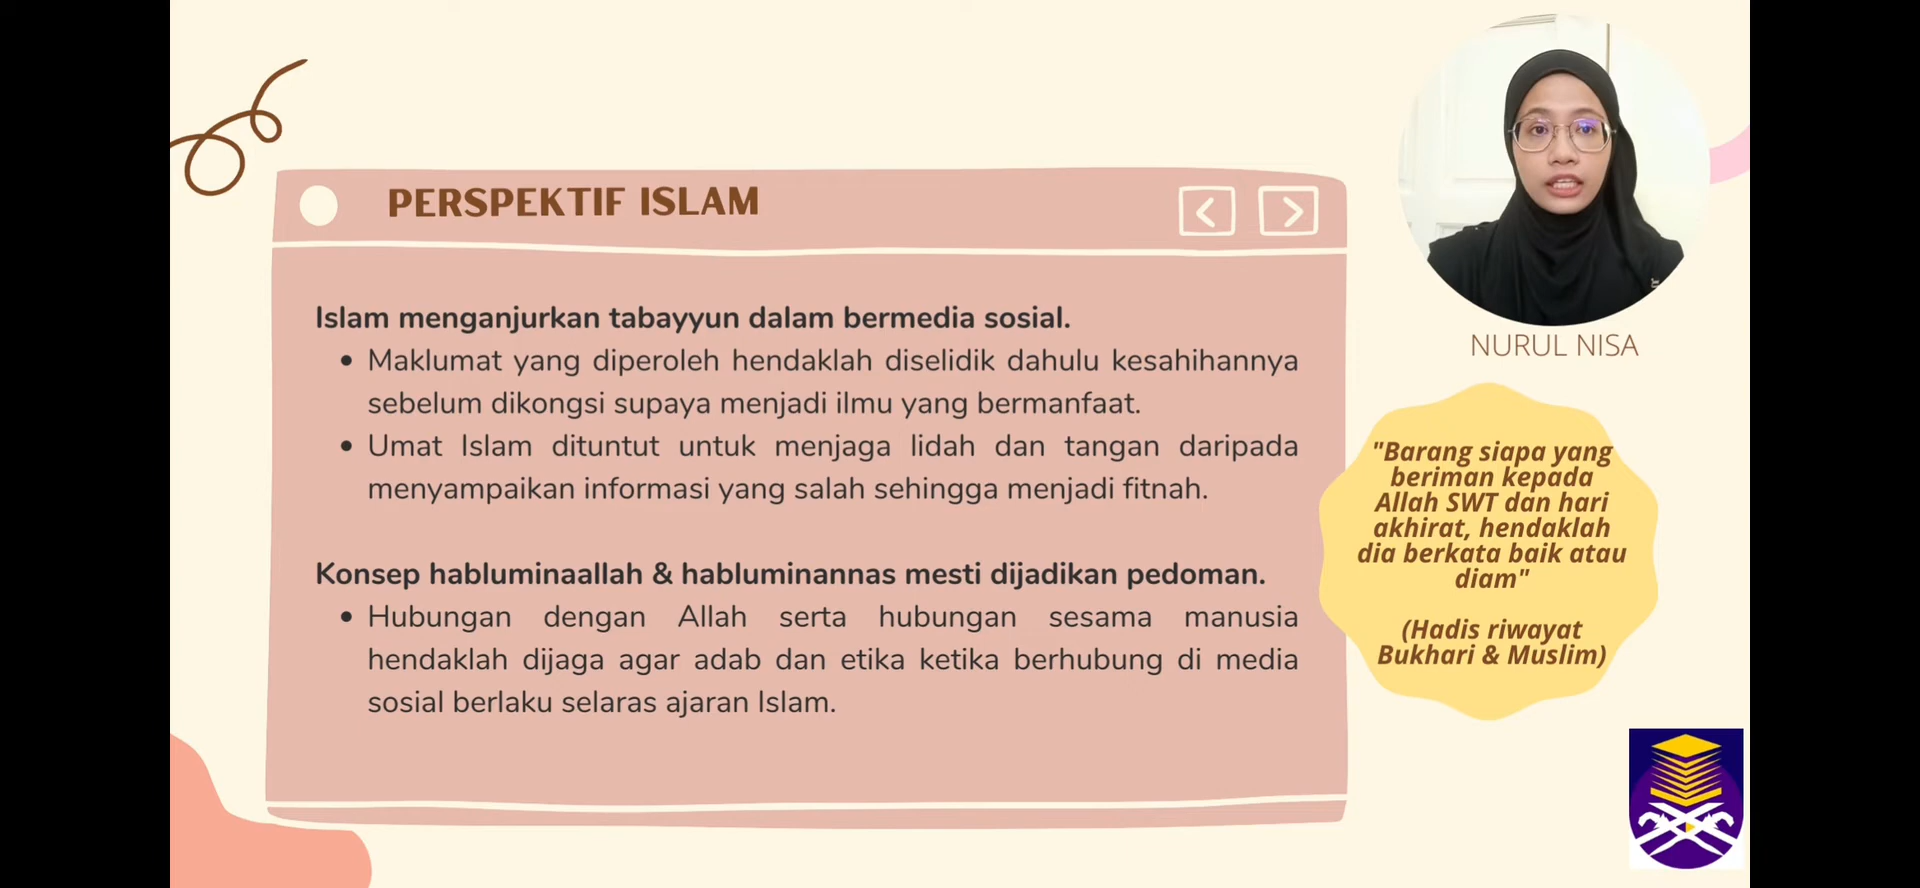 PERSPEKTIF ISLAM
Islam menganjurkan tabayyun dalam bermedia sosial.
• Maklumat yang diperoleh hendaklah diselidik dahulu kesahihannya
sebelum dikongsi supaya menjadi ilmu yang bermanfaat.
• Umat Islam dituntut untuk menjaga lidah dan tangan daripada
menyampaikan informasi yang salah sehingga menjadi fitnah.
Konsep habluminaallah & habluminannas mesti dijadikan pedoman.
• Hubungan dengan Allah serta hubungan sesama manusia
hendaklah dijaga agar adab dan etika ketika berhubung di media
sosial berlaku selaras ajaran Islam.
NURUL NISA
"Barang siapa yang
beriman kepada
Allah SWT dan hari
akhirat, hendaklah
dia berkata baik atau
diam"
(Hadis riwayat
Bukhari & Muslim)